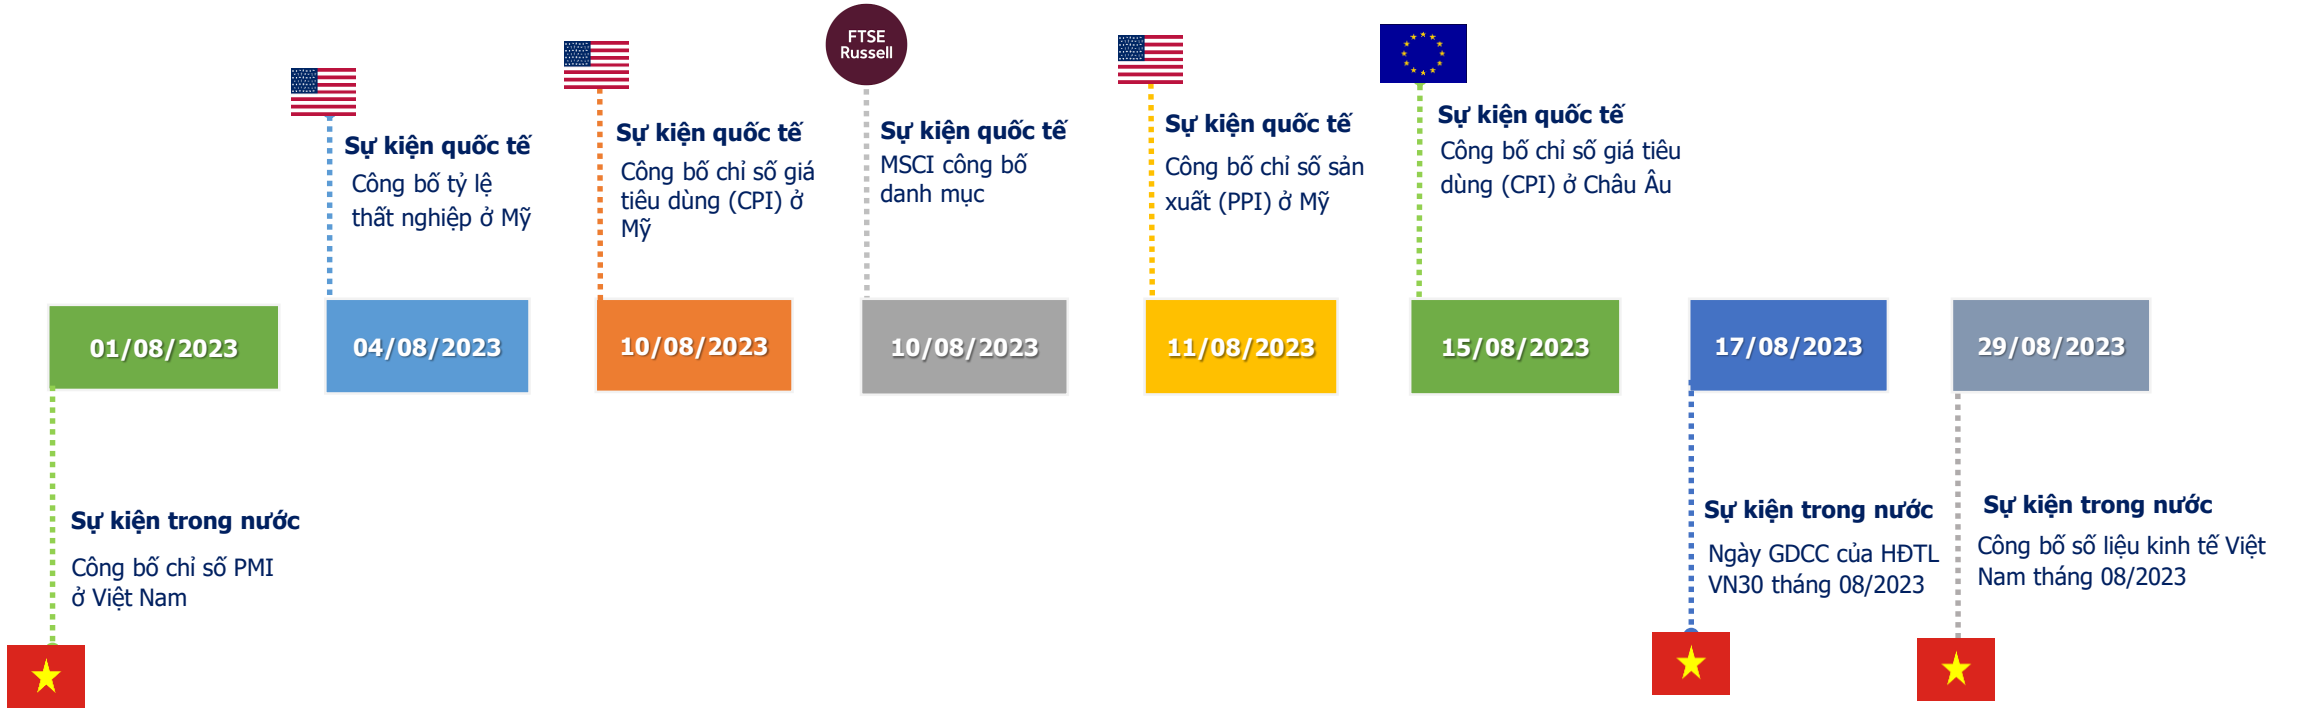 FTSE
Russell
Sự kiện quốc tế
Công bố tỷ lệ
thất nghiệp ở Mỹ
Sự kiện quốc tế
Công bố chỉ số giá
tiêu dùng (CPI) ở
Mỹ
Sự kiện quốc tế
MSCI công bố
danh mục
Sự kiện quốc tế
Công bố chỉ số sản
xuất (PPI) ở Mỹ
Sự kiện quốc tế
Công bố chỉ số giá tiêu
dùng (CPI) ở Châu Âu
01/08/2023
04/08/2023
10/08/2023
10/08/2023
11/08/2023
15/08/2023
17/08/2023
29/08/2023
Sự kiện trong nước
Công bố chỉ số PMI
ở Việt Nam
Sự kiện trong nước
Ngày GDCC của HĐTL
VN30 tháng 08/2023
Sự kiện trong nước
Công bố số liệu kinh tế Việt
Nam tháng 08/2023